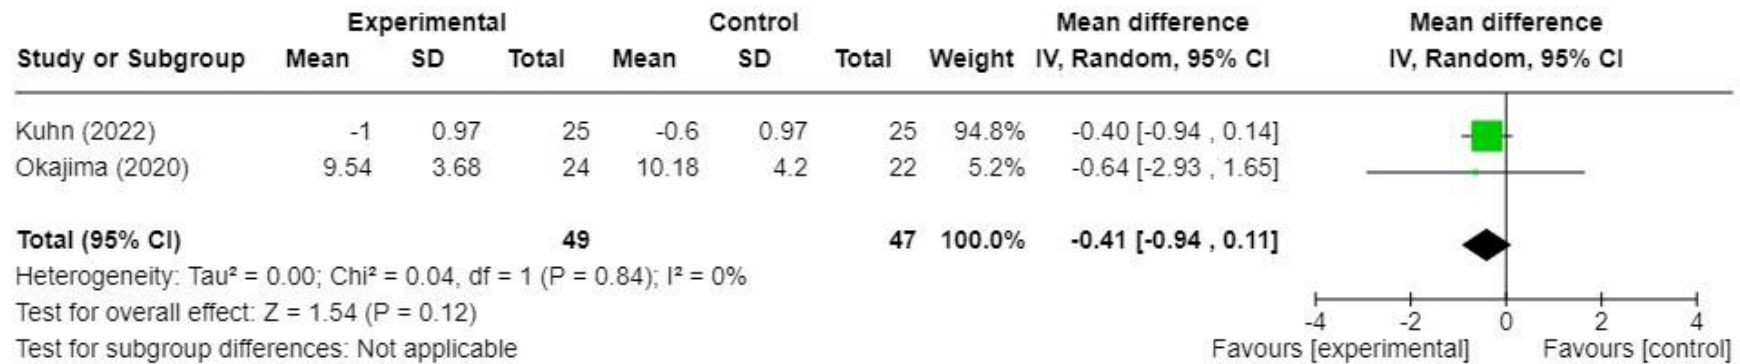 Experimental Control Mean difference Mean difference
Study or Subgroup Mean SD Total Mean SD Total Weight IV, Random, 95% CI IV, Random, 95% CI
Kuhn (2022) -1 0.97 25 -0.6 0.97 25 94.8% -0.40 [-0.94 , 0.14]
Okajima (2020) 9.54 3.68 24 10.18 4.2 22 5.2% -0.64 [-2.93 , 1.65]
Total (95% CI) 49 47 100.0% -0.41 [-0.94 , 0.11]
Heterogeneity: Tau² = 0.00; Chi² = 0.04, df = 1 (P = 0.84); I² = 0%
Test for overall effect: Z = 1.54 (P = 0.12)
-4 -2 0 2 4
Test for subgroup differences: Not applicable Favours [experimental] Favours [control]